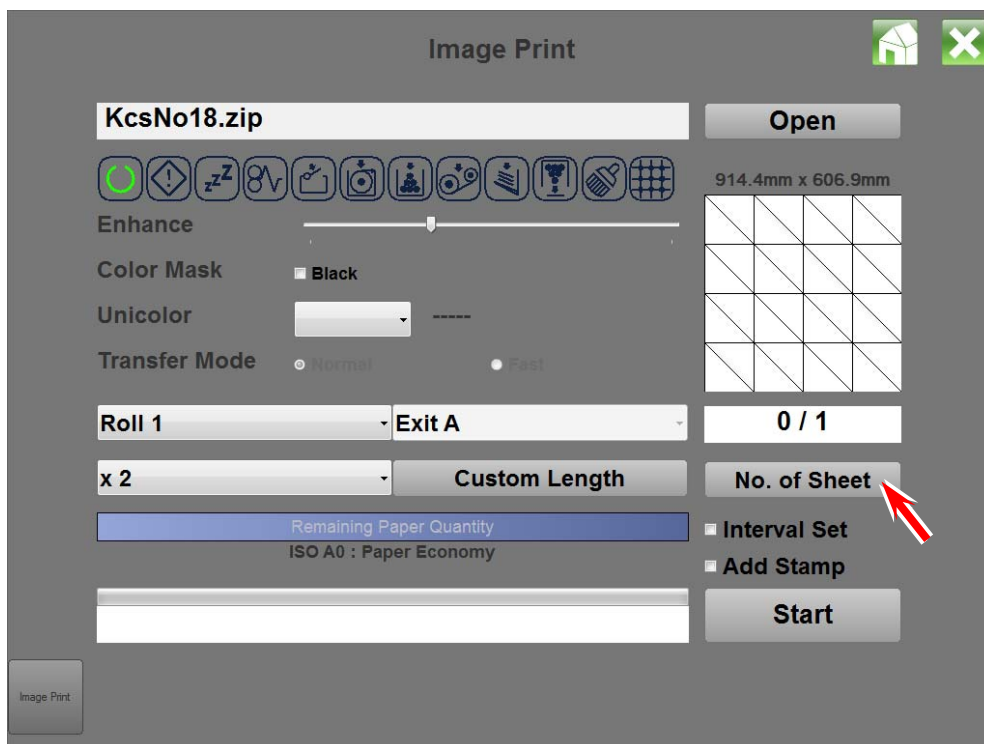 Image Print
KcsNo18.zip
Open
zzZ
914.4mm x 606.9mm
Enhance
Color Mask
Black
Unicolor
-----
Transfer Mode
Normal
Fast
Roll 1
Exit A
0 / 1
x 2
Custom Length
No. of Sheet
Remaining Paper Quantity
Interval Set
ISO A0 : Paper Economy
Add Stamp
Start
Image Print